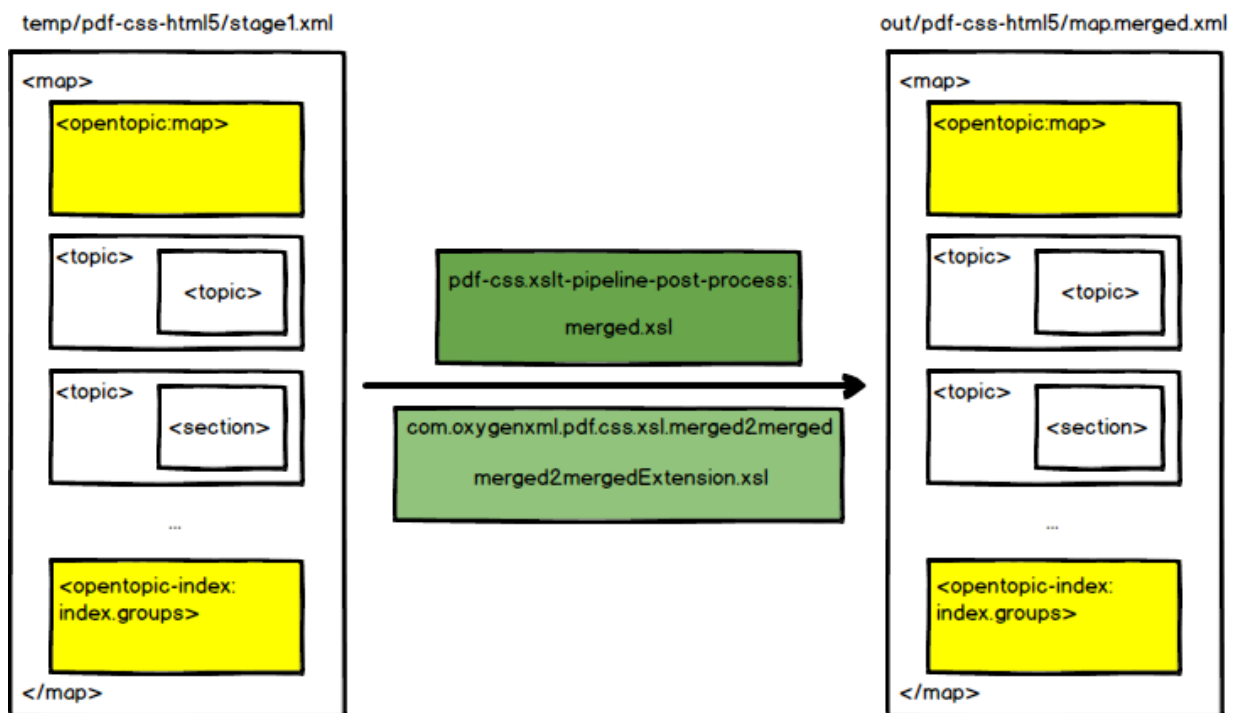 temp/pdf-css-html5/stage1.xml
<map>
<opentopic:map>
<topic>
<topic>
<topic>
<section>
...
<opentopic-index:
index.groups>
</map>
pdf-css.xslt-pipeline-post-process:
merged.xsl
com.oxygenxml.pdf.css.xsl.merged2merged
merged2mergedExtension.xsl
out/pdf-css-html5/map.merged.xml
<map>
<opentopic:map>
<topic>
<topic>
<topic>
<section>
...
<opentopic-index:
index.groups>
</map>